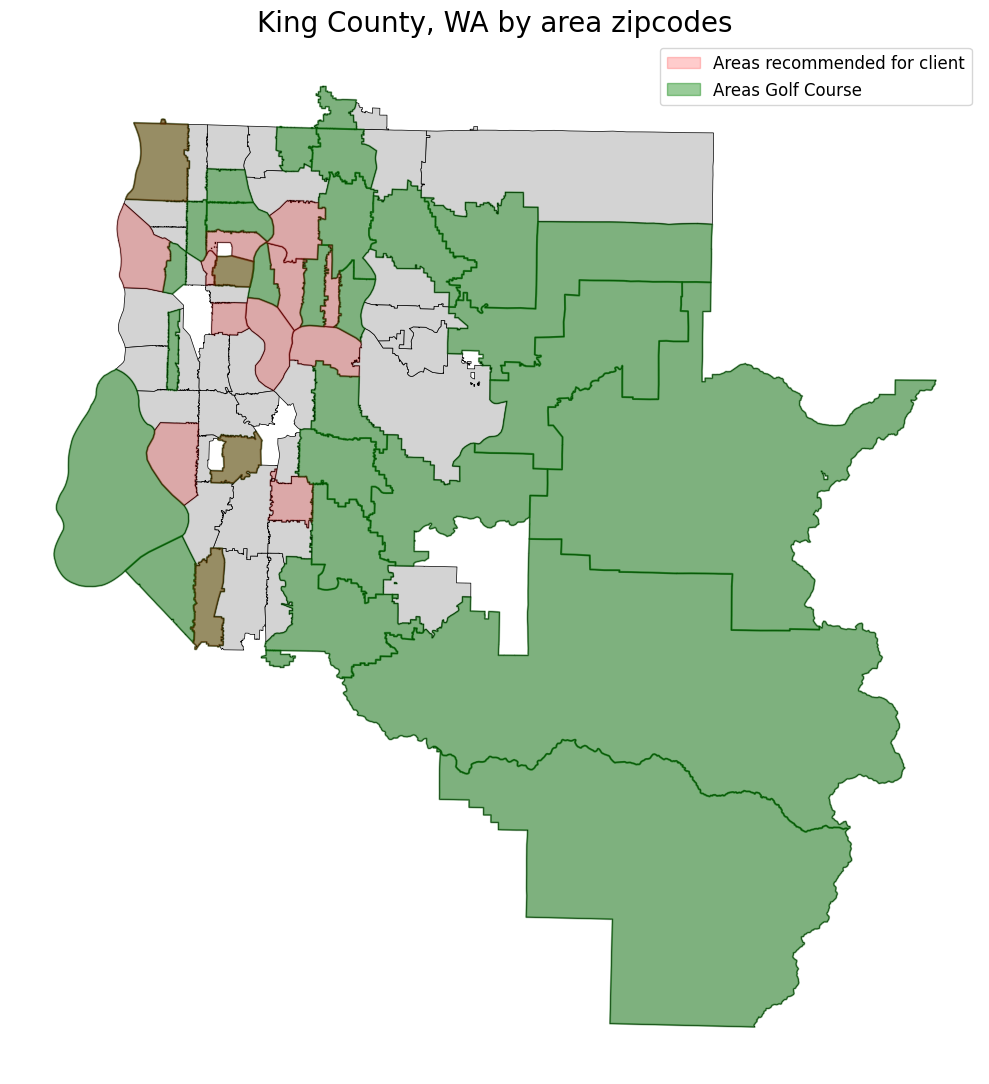 King County, WA by area zipcodes
Areas recommended for client
Areas Golf Course